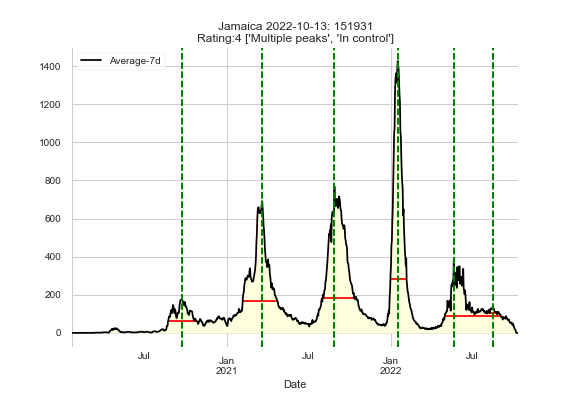 Jamaica 2022-10-13: 151931
Rating:4 ['Multiple peaks', 'In control']
Average-7d
1400
1200
1000
800
600
400
200
0
Jul
Jan
2021
Jul
Jan
2022
Jul
Date